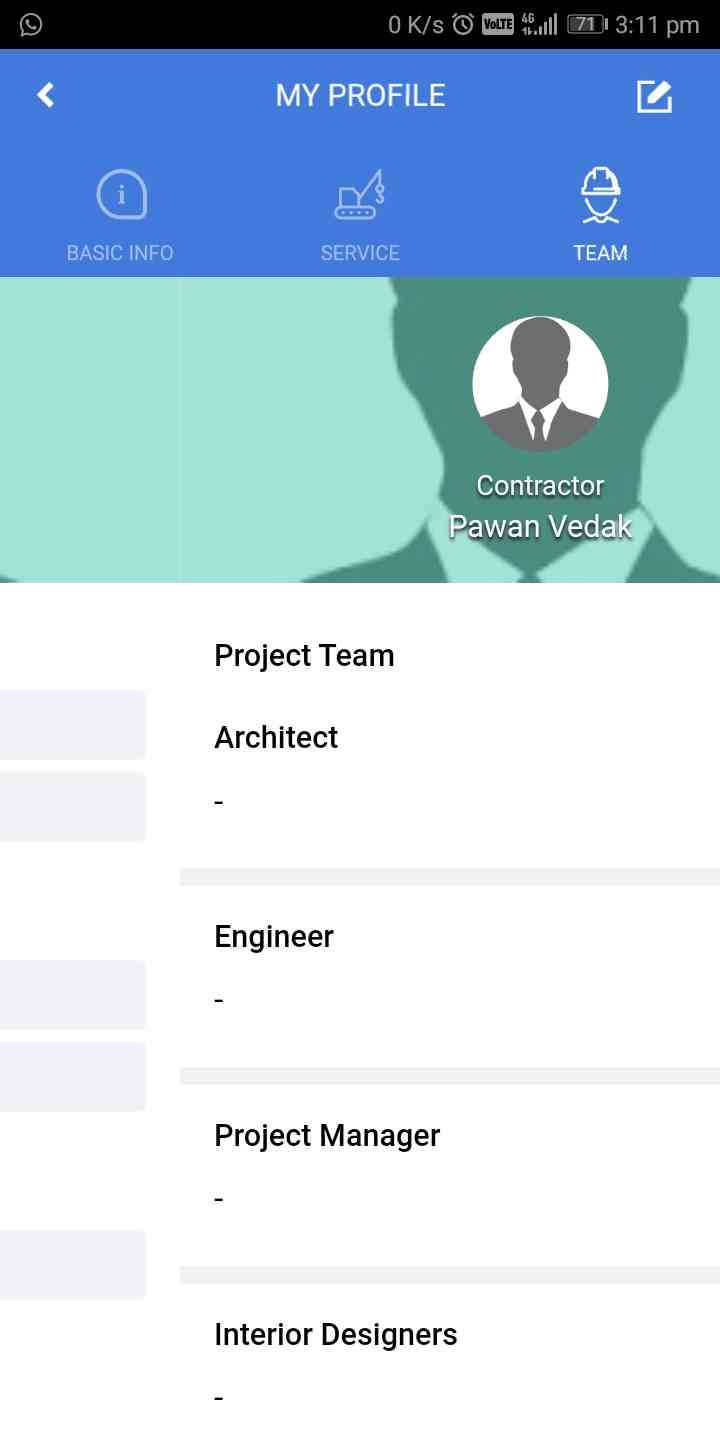 0 K/s VoLTE 4G 71 3:11 pm
MY PROFILE
BASIC INFO
SERVICE
TEAM
Contractor
Pawan Vedak
Project Team
Architect
-
Engineer
-
Project Manager
-
Interior Designers
-